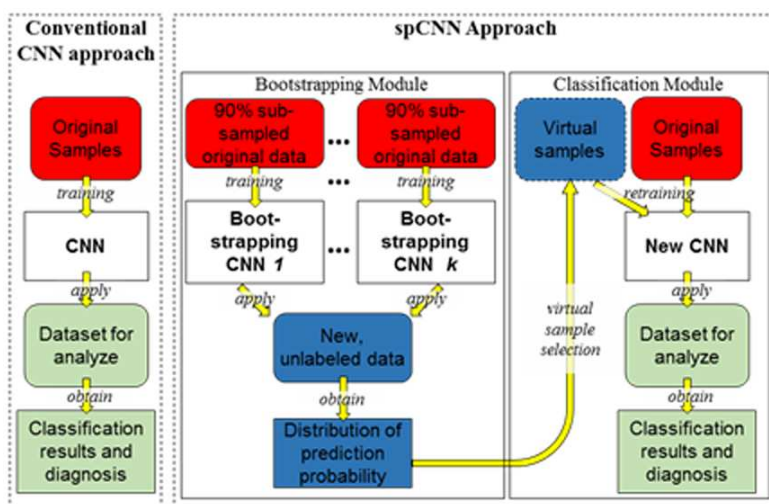 Conventional
CNN approach
Original
Samples
training
CNN
apply
Dataset for
analyze
obtain
Classification
results and
diagnosis
spCNN Approach
Bootstrapping Module
90% sub-
sampled
original data
...
90% sub-
sampled
original data
training
...
training
Boot-
strapping
CNN 1
...
Boot-
strapping
CNN k
apply
apply
New,
unlabeled data
obtain
Distribution of
prediction
probability
virtual
sample
selection
Classification Module
Virtual
samples
Original
Samples
retraining
New CNN
apply
Dataset for
analyze
obtain
Classification
results and
diagnosis